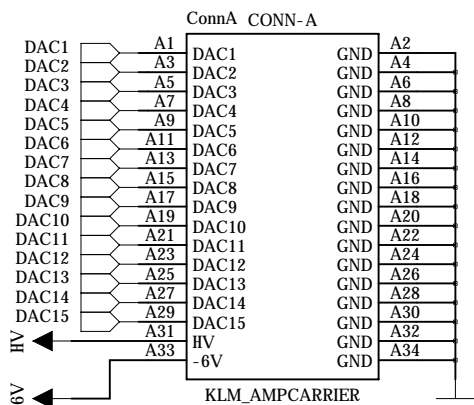 ConnA CONN-A
DAC1 A1 DAC1 GND A2
DAC2 A3 DAC2 GND A4
DAC3 A5 DAC3 GND A6
DAC4 A7 DAC4 GND A8
DAC5 A9 DAC5 GND A10
DAC6 A11 DAC6 GND A12
DAC7 A13 DAC7 GND A14
DAC8 A15 DAC8 GND A16
DAC9 A17 DAC9 GND A18
DAC10 A19 DAC10 GND A20
DAC11 A21 DAC11 GND A22
DAC12 A23 DAC12 GND A24
DAC13 A25 DAC13 GND A26
DAC14 A27 DAC14 GND A28
DAC15 A29 DAC15 GND A30
HV A31 HV GND A32
6V A33 -6V GND A34
KLM_AMPCARRIER